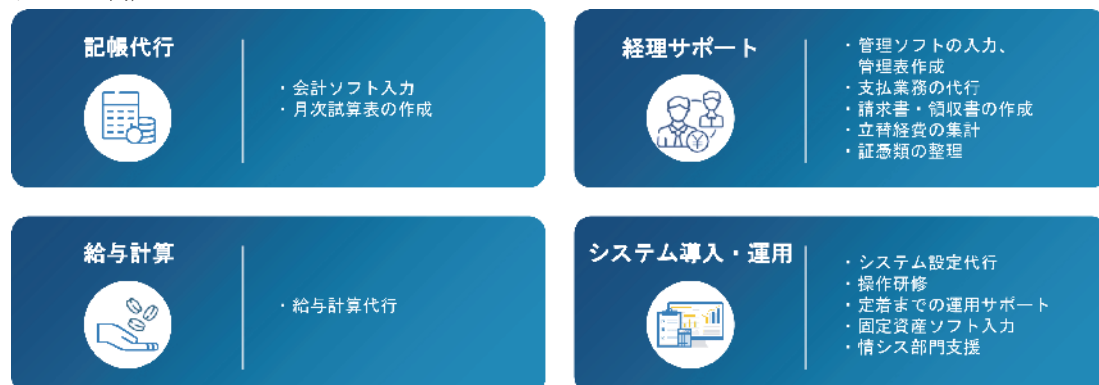 記帳代行
・会計ソフト入力
・月次試算表の作成
経理サポート
・管理ソフトの入力、
管理表作成
・支払業務の代行
・請求書・領収書の作成
・立替経費の集計
・証憑類の整理
給与計算
・給与計算代行
システム導入・運用
・システム設定代行
・操作研修
・定着までの運用サポート
・固定資産ソフト入力
・情シス部門支援